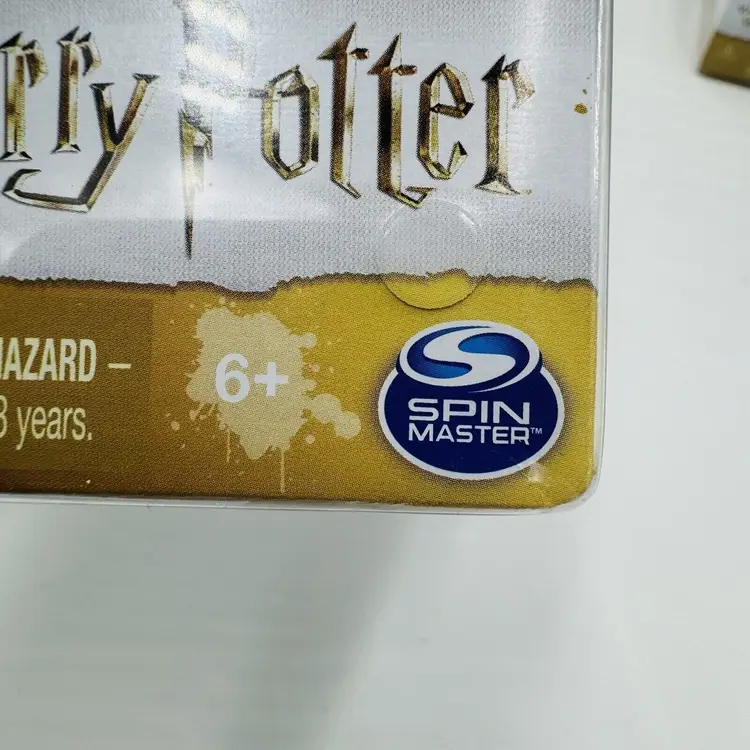 rry Potter
HAZARD –
3 years.
6+
SPIN
MASTER™